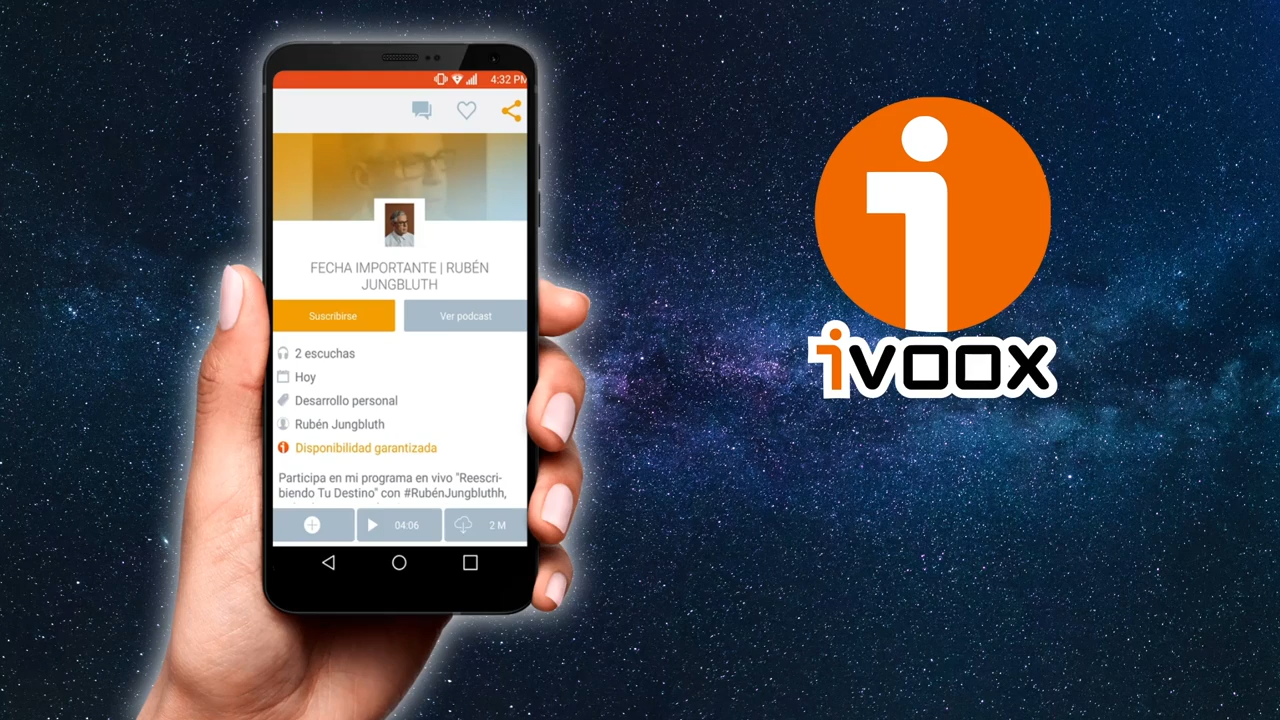 4:32 PM
FECHA IMPORTANTE | RUBÉN
JUNGBLUTH
Suscribirse
Ver podcast
2 escuchas
Hoy
Desarrollo personal
Rubén Jungbluth
Disponibilidad garantizada
Participa en mi programa en vivo "Reescri-
biendo Tu Destino" con #RubénJungbluthh,
04:06
2 M
ivoox